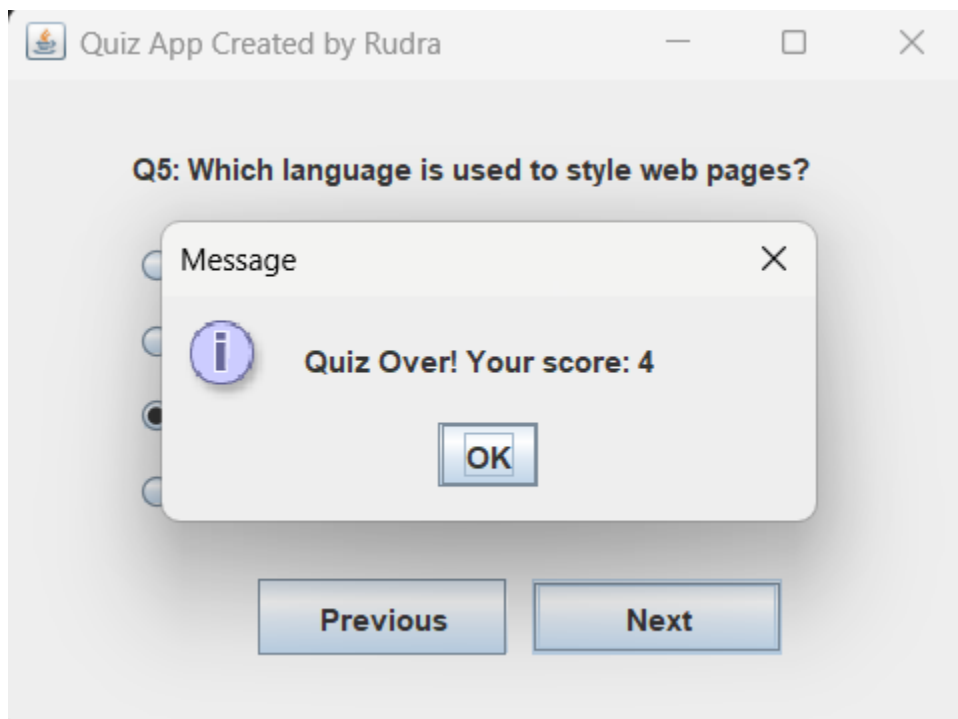 Quiz App Created by Rudra
Q5: Which language is used to style web pages?
Message
Quiz Over! Your score: 4
OK
Previous
Next